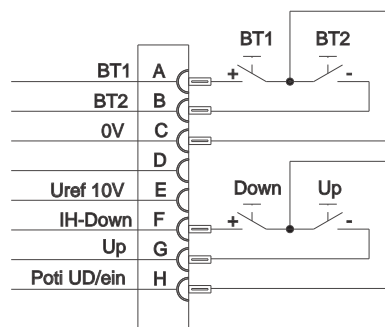 BT1 BT2
BT1 A + -
BT2 B
0V C
D
Uref 10V E Down Up
IH-Down F + -
Up G
Poti UD/ein H